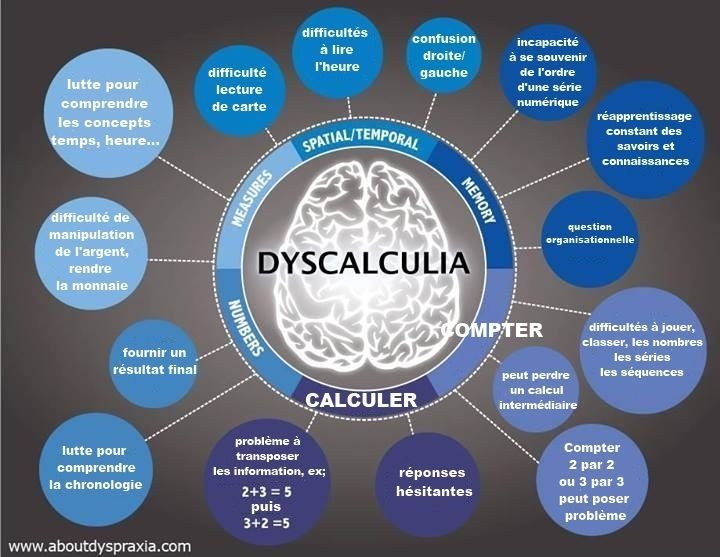 difficultés
à lire
l'heure
confusion
droite/
gauche
incapacité
à se souvenir
de l'ordre
d'une série
numérique
difficulté
lecture
de carte
lutte pour
comprendre
les concepts
temps, heure...
réapprentissage
constant des
savoirs et
connaissances
SPATIAL/TEMPORAL
MEASURES
MEMORY
difficulté de
manipulation
de l'argent,
rendre
la monnaie
question
organisationnelle
DYSCALCULIA
NUMBERS
COMPTER
CALCULER
difficultés à jouer,
classer, les nombres
les séries
les séquences
fournir un
résultat final
peut perdre
un calcul
intermédiaire
lutte pour
comprendre
la chronologie
problème à
transposer
les information, ex;
2+3 = 5
puis
3+2 =5
réponses
hésitantes
Compter
2 par 2
ou 3 par 3
peut poser
problème
www.aboutdyspraxia.com